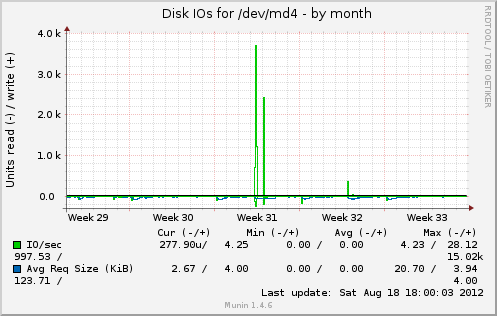 Disk IOs for /dev/md4 - by month
RRDTOOL / TOBI OETIKER
Units read (-) / write (+)
4.0 k
4.0 k
2.0 k
1.0 k
0.0
Week 29 Week 30 Week 31 Week 32 Week 33
Cur (-/+) Min (-/+) Avg (-/+) Max (-/+)
IO/sec 277.90u/ 4.25 0.00 / 0.00 4.23 / 28.12
997.53 / 15.02k
Avg Req Size (KiB) 2.67 / 4.00 0.00 / 0.00 20.70 / 3.94
123.71 / 4.00
Last update: Sat Aug 18 18:00:03 2012
Munin 1.4.6